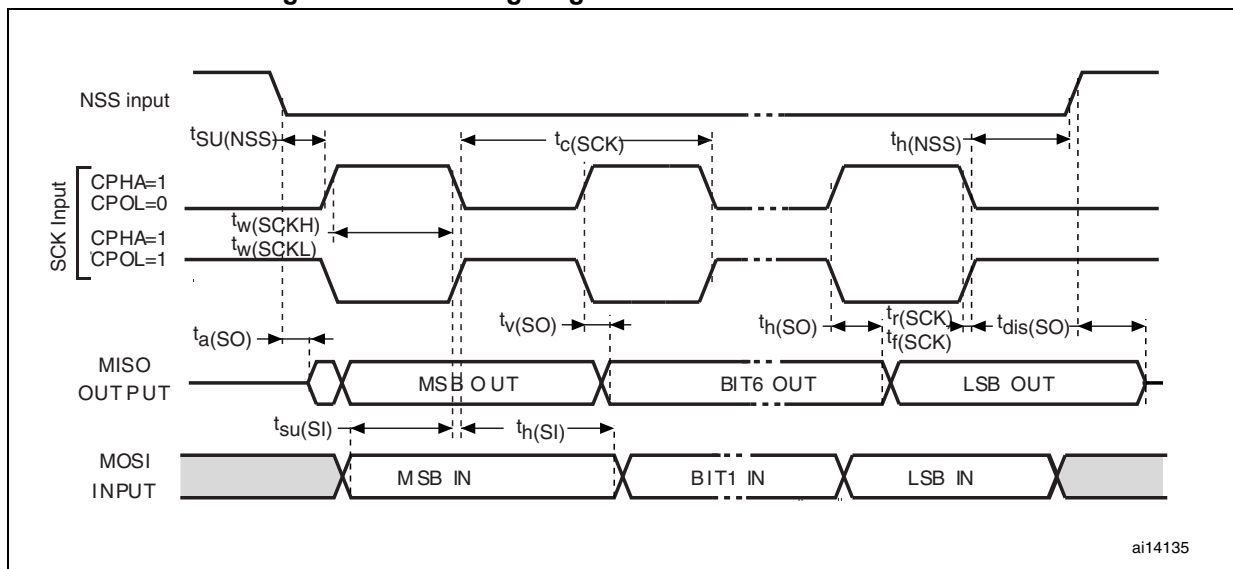 NSS input
tSU(NSS)
tc(SCK)
th(NSS)
SCK Input
CPHA=1
CPOL=0
tw(SCKH)
tw(SCKL)
CPHA=1
CPOL=1
ta(SO)
tv(SO)
th(SO)
tr(SCK)
tf(SCK)
tdis(SO)
MISO
OUTPUT
MSB OUT
BIT6 OUT
LSB OUT
tsu(SI)
th(SI)
MOSI
INPUT
MSB IN
BIT1 IN
LSB IN
ai14135